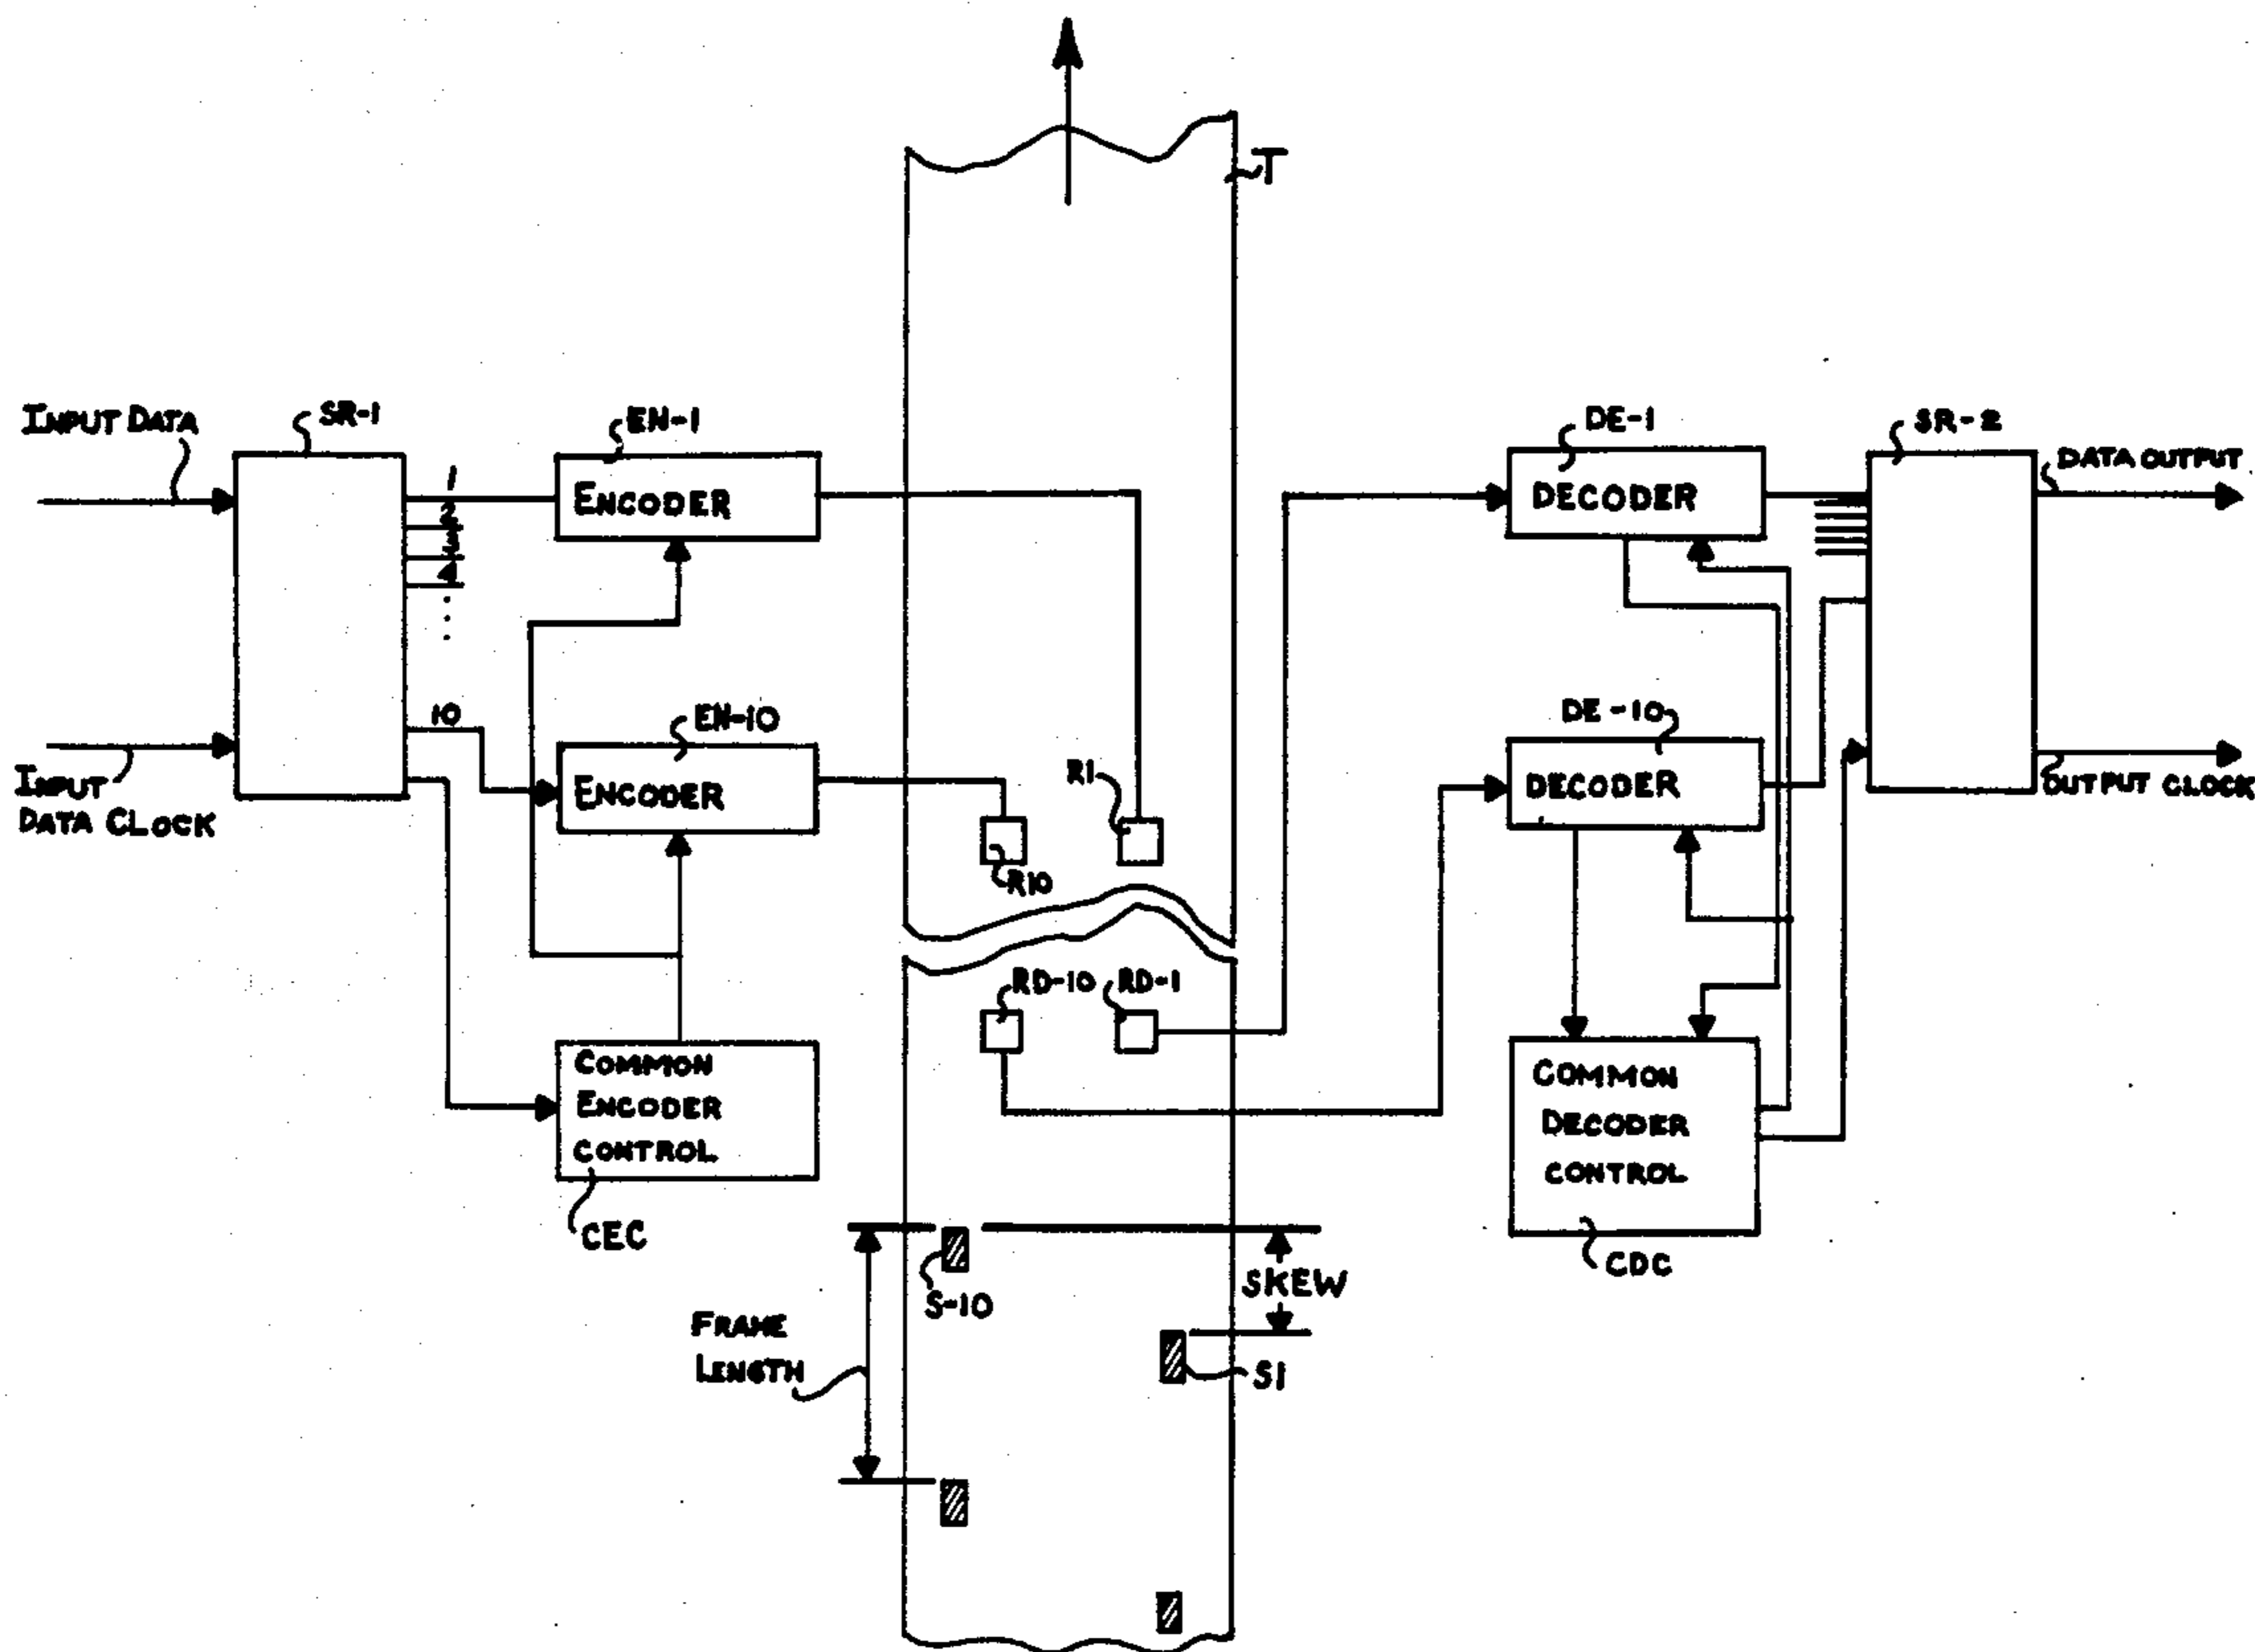 T
INPUT DATA
SR-1
EN-1
DE-1
SR-2
1
2
3
4
ENCODER
DECODER
DATA OUTPUT
10
EN-10
DE-10
INPUT
DATA CLOCK
ENCODER
R1
R10
DECODER
OUTPUT CLOCK
RD-10
RD-1
COMMON
ENCODER
CONTROL
CEC
COMMON
DECODER
CONTROL
CDC
S-10
SKEW
FRAME
LENGTH
S1